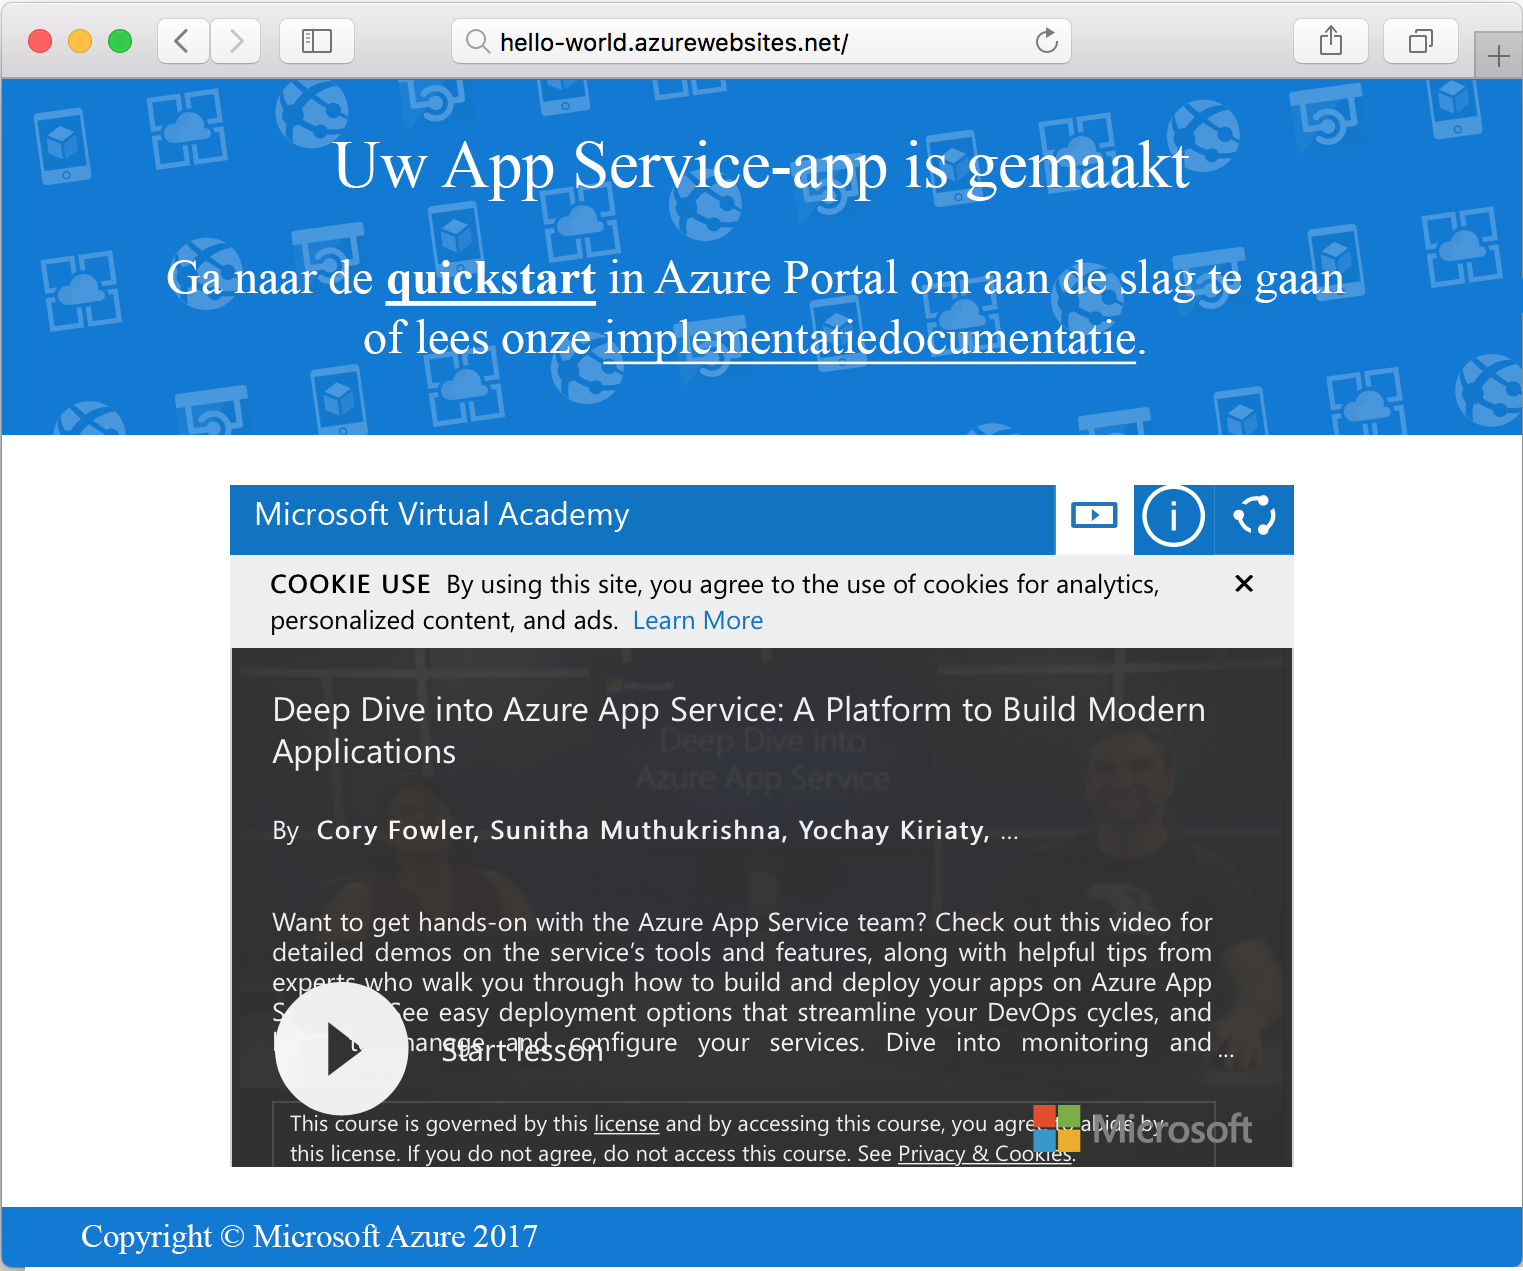 hello-world.azurewebsites.net/
Uw App Service-app is gemaakt
Ga naar de quickstart in Azure Portal om aan de slag te gaan
of lees onze implementatiedocumentatie.
Microsoft Virtual Academy
COOKIE USE By using this site, you agree to the use of cookies for analytics,
personalized content, and ads. Learn More
Microsoft
Deep Dive into Azure App Service: A Platform to Build Modern
Applications
Deep Dive into
Azure App Service
By Cory Fowler, Sunitha Muthukrishna, Yochay Kiriaty, ...
Want to get hands-on with the Azure App Service team? Check out this video for
detailed demos on the service's tools and features, along with helpful tips from
experts who walk you through how to build and deploy your apps on Azure App
See easy deployment options that streamline your DevOps cycles, and
manage and configure your services. Dive into monitoring and...
Start lesson
This course is governed by this license and by accessing this course, you agree to abide by
this license. If you do not agree, do not access this course. See Privacy & Cookies.
Microsoft
Copyright © Microsoft Azure 2017